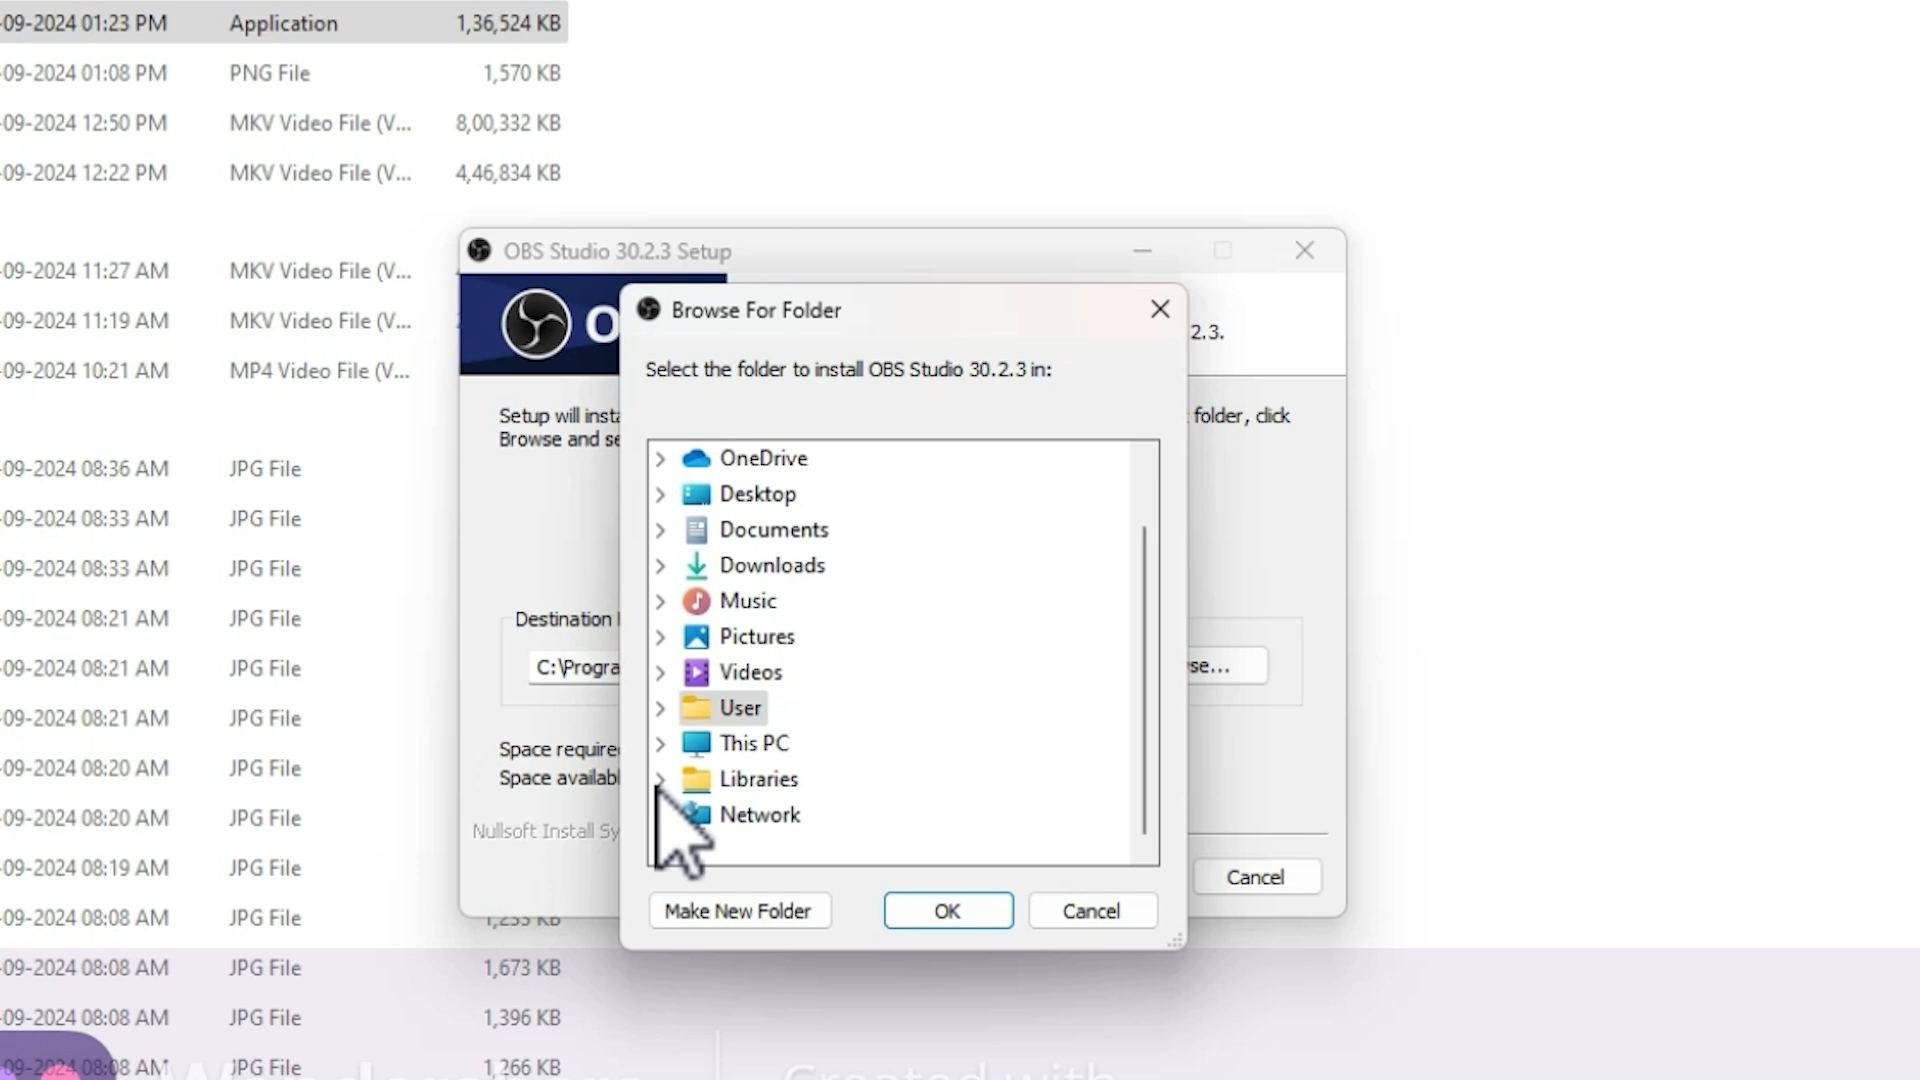 -09-2024 01:23 PM Application 1,36,524 KB
-09-2024 01:08 PM PNG File 1,570 KB
-09-2024 12:50 PM MKV Video File (V... 8,00,332 KB
-09-2024 12:22 PM MKV Video File (V... 4,46,834 KB
-09-2024 11:27 AM MKV Video File (V...
-09-2024 11:19 AM MKV Video File (V...
-09-2024 10:21 AM MP4 Video File (V...
-09-2024 08:36 AM JPG File
-09-2024 08:33 AM JPG File
-09-2024 08:33 AM JPG File
-09-2024 08:21 AM JPG File
-09-2024 08:21 AM JPG File
-09-2024 08:21 AM JPG File
-09-2024 08:20 AM JPG File
-09-2024 08:20 AM JPG File
-09-2024 08:19 AM JPG File
-09-2024 08:08 AM JPG File 1,255 KB
-09-2024 08:08 AM JPG File 1,673 KB
-09-2024 08:08 AM JPG File 1,396 KB
-09-2024 08:08 AM JPG File 1,266 KB
OBS Studio 30.2.3 Setup
O
2.3.
Setup will insta
folder, click
Browse and se
Destination
C:\Progra
se...
Space require
Space availabl
Nullsoft Install Sy
Cancel
Browse For Folder
Select the folder to install OBS Studio 30.2.3 in:
OneDrive
Desktop
Documents
Downloads
Music
Pictures
Videos
User
This PC
Libraries
Network
Make New Folder OK Cancel
Created with